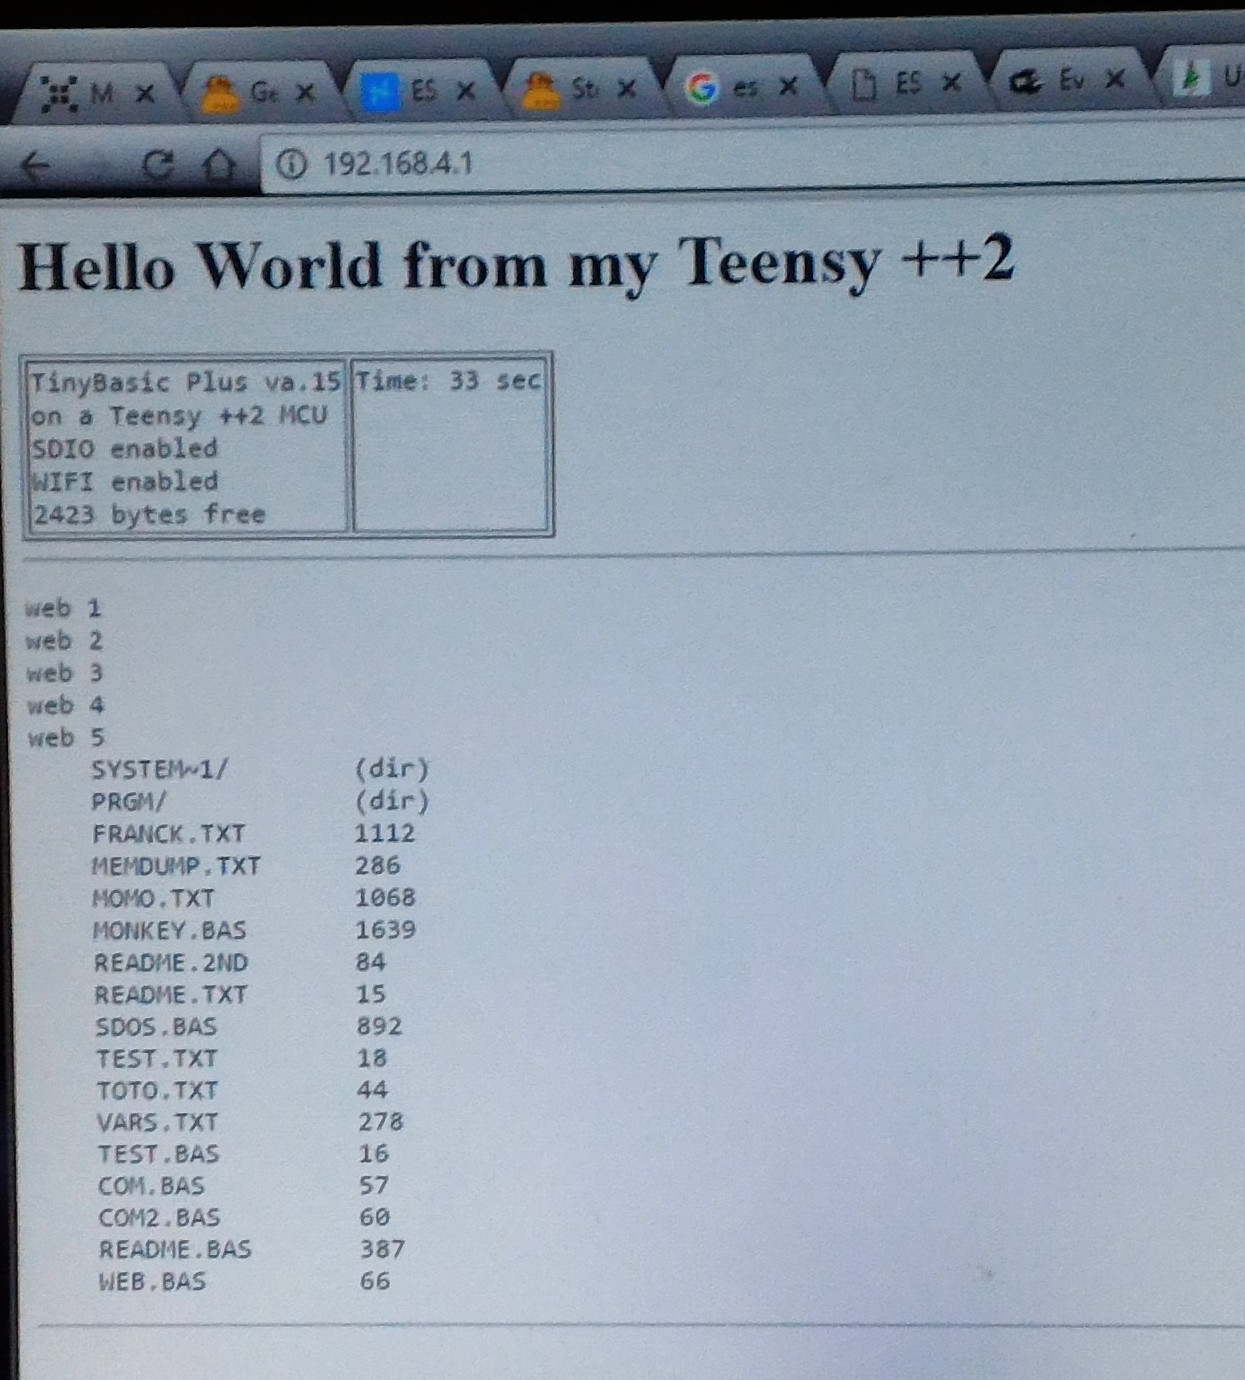 M
Ge
ES
St
es
ES
Ev
U
192.168.4.1
Hello World from my Teensy ++2
TinyBasic Plus va.15 Time: 33 sec
on a Teensy ++2 MCU
SDIO enabled
WIFI enabled
2423 bytes free
web 1
web 2
web 3
web 4
web 5
SYSTEM~1/ (dir)
PRGM/ (dir)
FRANCK.TXT 1112
MEMDUMP.TXT 286
MOMO.TXT 1068
MONKEY.BAS 1639
README.2ND 84
README.TXT 15
SDOS.BAS 892
TEST.TXT 18
TOTO.TXT 44
VARS.TXT 278
TEST.BAS 16
COM.BAS 57
COM2.BAS 60
README.BAS 387
WEB.BAS 66